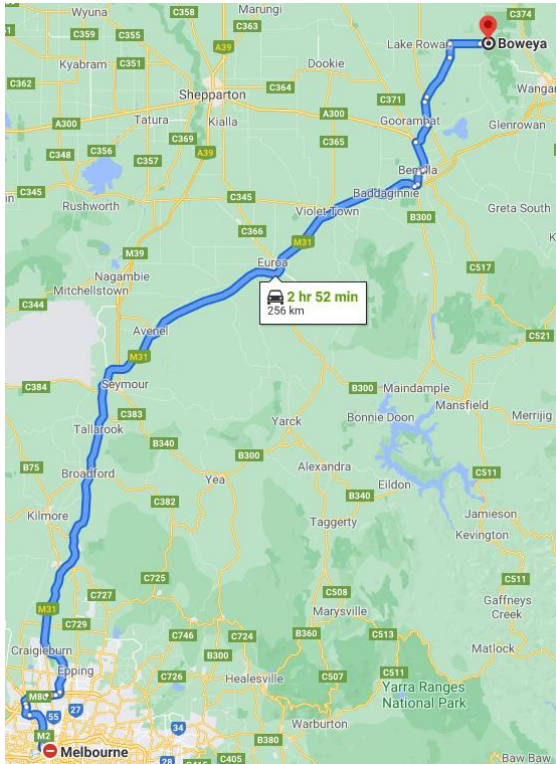 Wyuna
C358
Marungi
C374
C359
C355
A39
C363
Lake Rowan
Boweya
Kyabram
C351
Dookie
C362
Shepparton
C364
C371
Wangar
A300
Tatura
Kialla
A300
Goorambat
Glenrowan
C369
C365
C348
C356
A39
C357
Benalla
C345
C345
Baddaginnie
Rushworth
Violet Town
B300
Greta South
C366
M31
M39
Euroa
C517
Nagambie
Mitchellstown
2 hr 52 min
256 km
C344
Avenel
C521
M31
C384
Seymour
B300
Maindample
Mansfield
C383
Bonnie Doon
Merrijig
Tallarook
Yarck
B340
B300
B75
Broadford
Yea
Alexandra
C511
Eildon
B340
C382
Kilmore
Taggerty
Jamieson
Kevington
C725
C511
C727
C508
Gaffneys
Creek
M31
Marysville
C729
C746
C724
B360
C513
Matlock
Craigieburn
B300
Epping
C726
Healesville
C507
C511
Yarra Ranges
National Park
M80
55
27
34
Warburton
M2
B380
Melbourne
28
C415
C405
Baw Baw